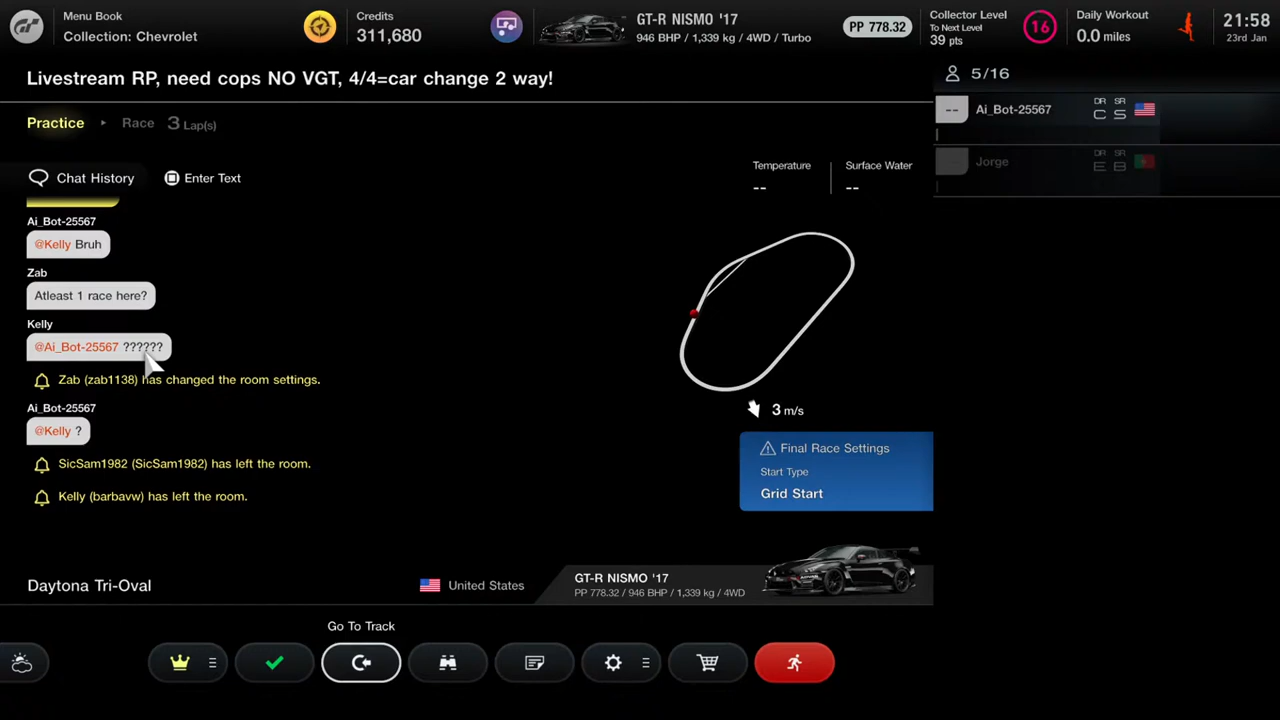 Menu Book
Collection: Chevrolet
Credits
311,680
GT-R NISMO '17
946 BHP / 1,339 kg / 4WD / Turbo
PP 778.32
Collector Level
To Next Level
39 pts
16
Daily Workout
0.0 miles
21:58
23rd Jan
Livestream RP, need cops NO VGT, 4/4=car change 2 way!
5/16
Practice
Race 3 Lap(s)
-- Ai_Bot-25567 DR C SR S
Jorge DR E SR B
Chat History
Enter Text
Temperature
--
Surface Water
--
Ai_Bot-25567
@Kelly Bruh
Zab
Atleast 1 race here?
Kelly
@Ai_Bot-25567 ??????
Zab (zab1138) has changed the room settings.
Ai_Bot-25567
@Kelly ?
SicSam1982 (SicSam1982) has left the room.
Kelly (barbavw) has left the room.
3 m/s
Final Race Settings
Start Type
Grid Start
Daytona Tri-Oval
United States
GT-R NISMO '17
PP 778.32 / 946 BHP / 1,339 kg / 4WD
Go To Track